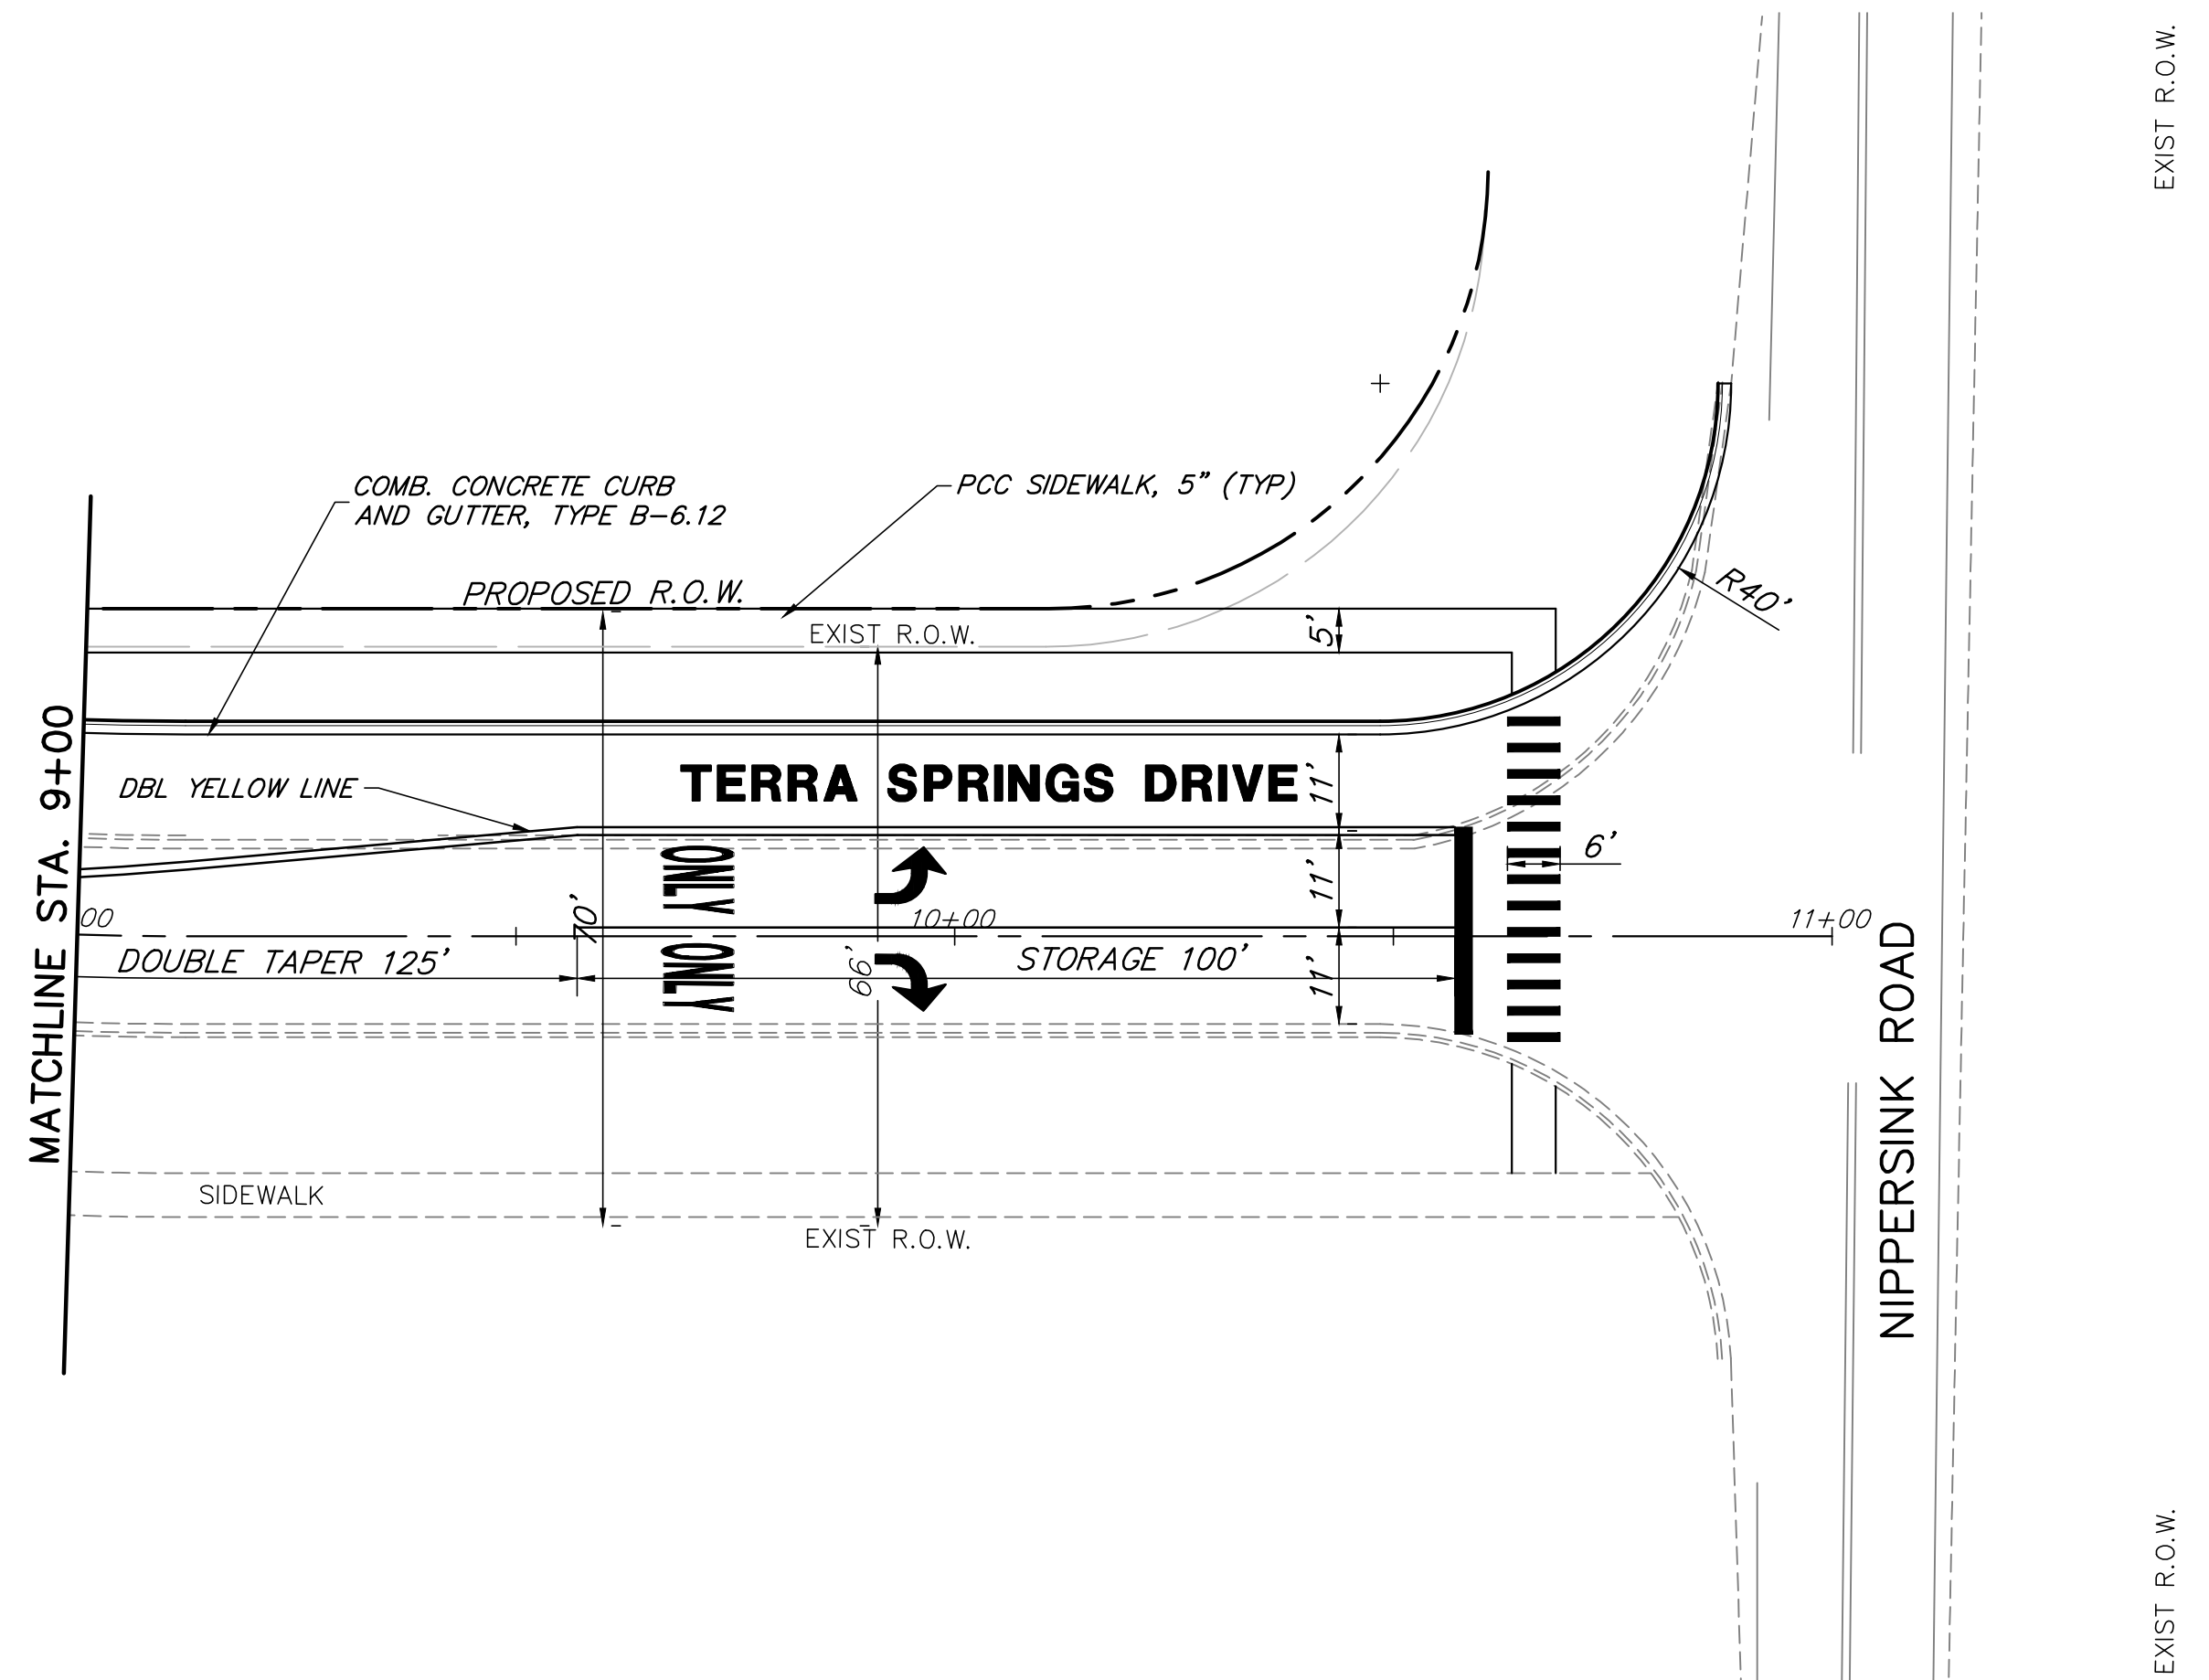 EXIST R.O.W.
COMB. CONCRETE CURB
AND GUTTER, TYPE B-6.12
PCC SIDEWALK, 5" (TYP)
R40'
PROPOSED R.O.W.
EXIST R.O.W.
5'
MATCHLINE STA. 9+00
DBL YELLOW LINE
TERRA SPRINGS DRIVE
11'
ONLY
11'
6'
00
70'
10+00
11+00
DOUBLE TAPER 125'
ONLY
66'
STORAGE 100'
11'
NIPPERSINK ROAD
SIDEWALK
EXIST R.O.W.
EXIST R.O.W.